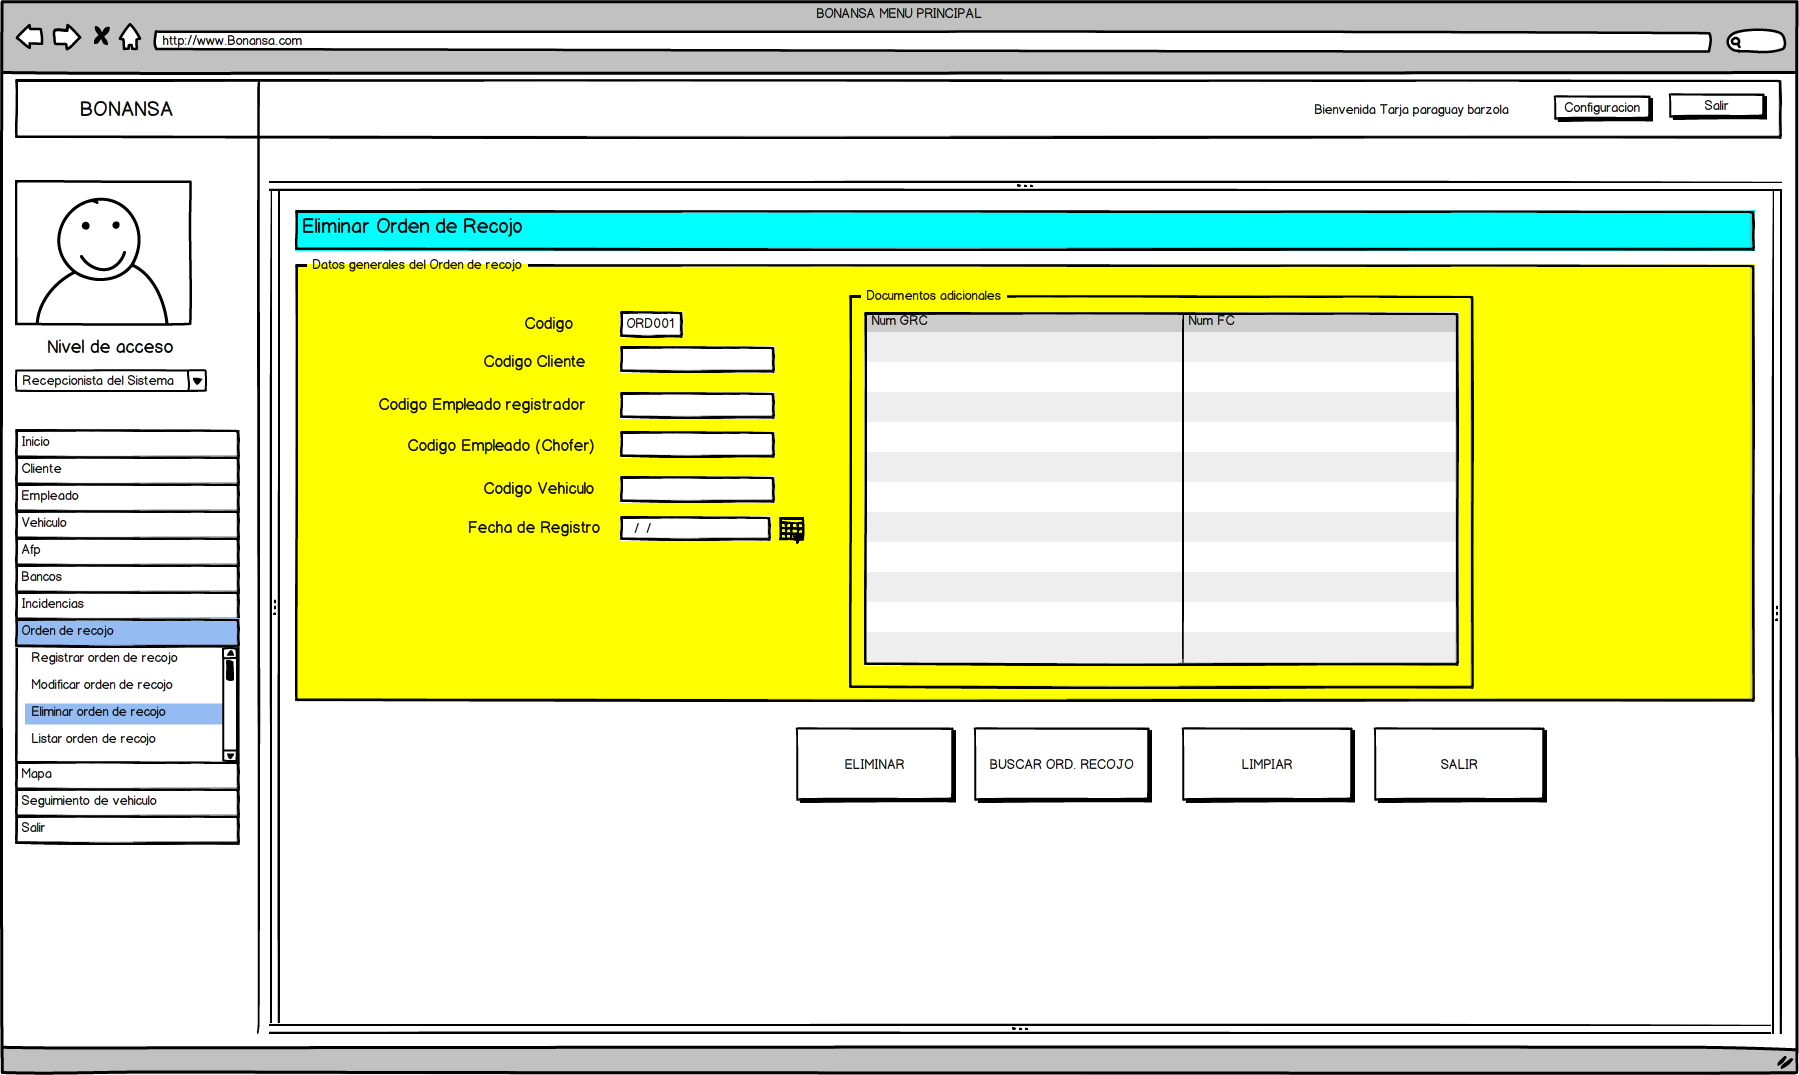 BONANSA MENU PRINCIPAL
http://www.Bonansa.com
BONANSA
Bienvenida Tarja paraguay barzola
Configuracion
Salir
Nivel de acceso
Recepcionista del Sistema
Inicio
Cliente
Empleado
Vehiculo
Afp
Bancos
Incidencias
Orden de recojo
Registrar orden de recojo
Modificar orden de recojo
Eliminar orden de recojo
Listar orden de recojo
Mapa
Seguimiento de vehiculo
Salir
Eliminar Orden de Recojo
Datos generales del Orden de recojo
Codigo
ORD001
Codigo Cliente
Codigo Empleado registrador
Codigo Empleado (Chofer)
Codigo Vehiculo
Fecha de Registro
/ /
Documentos adicionales
Num GRC
Num FC
ELIMINAR
BUSCAR ORD. RECOJO
LIMPIAR
SALIR